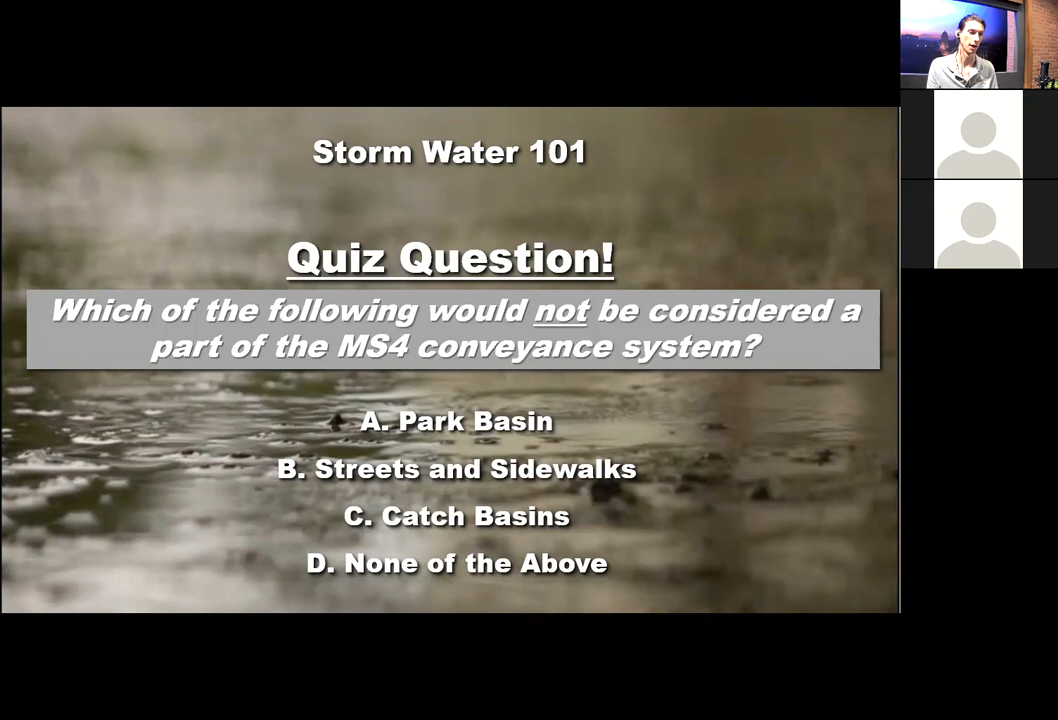 Storm Water 101
Quiz Question!
Which of the following would not be considered a
part of the MS4 conveyance system?
A. Park Basin
B. Streets and Sidewalks
C. Catch Basins
D. None of the Above